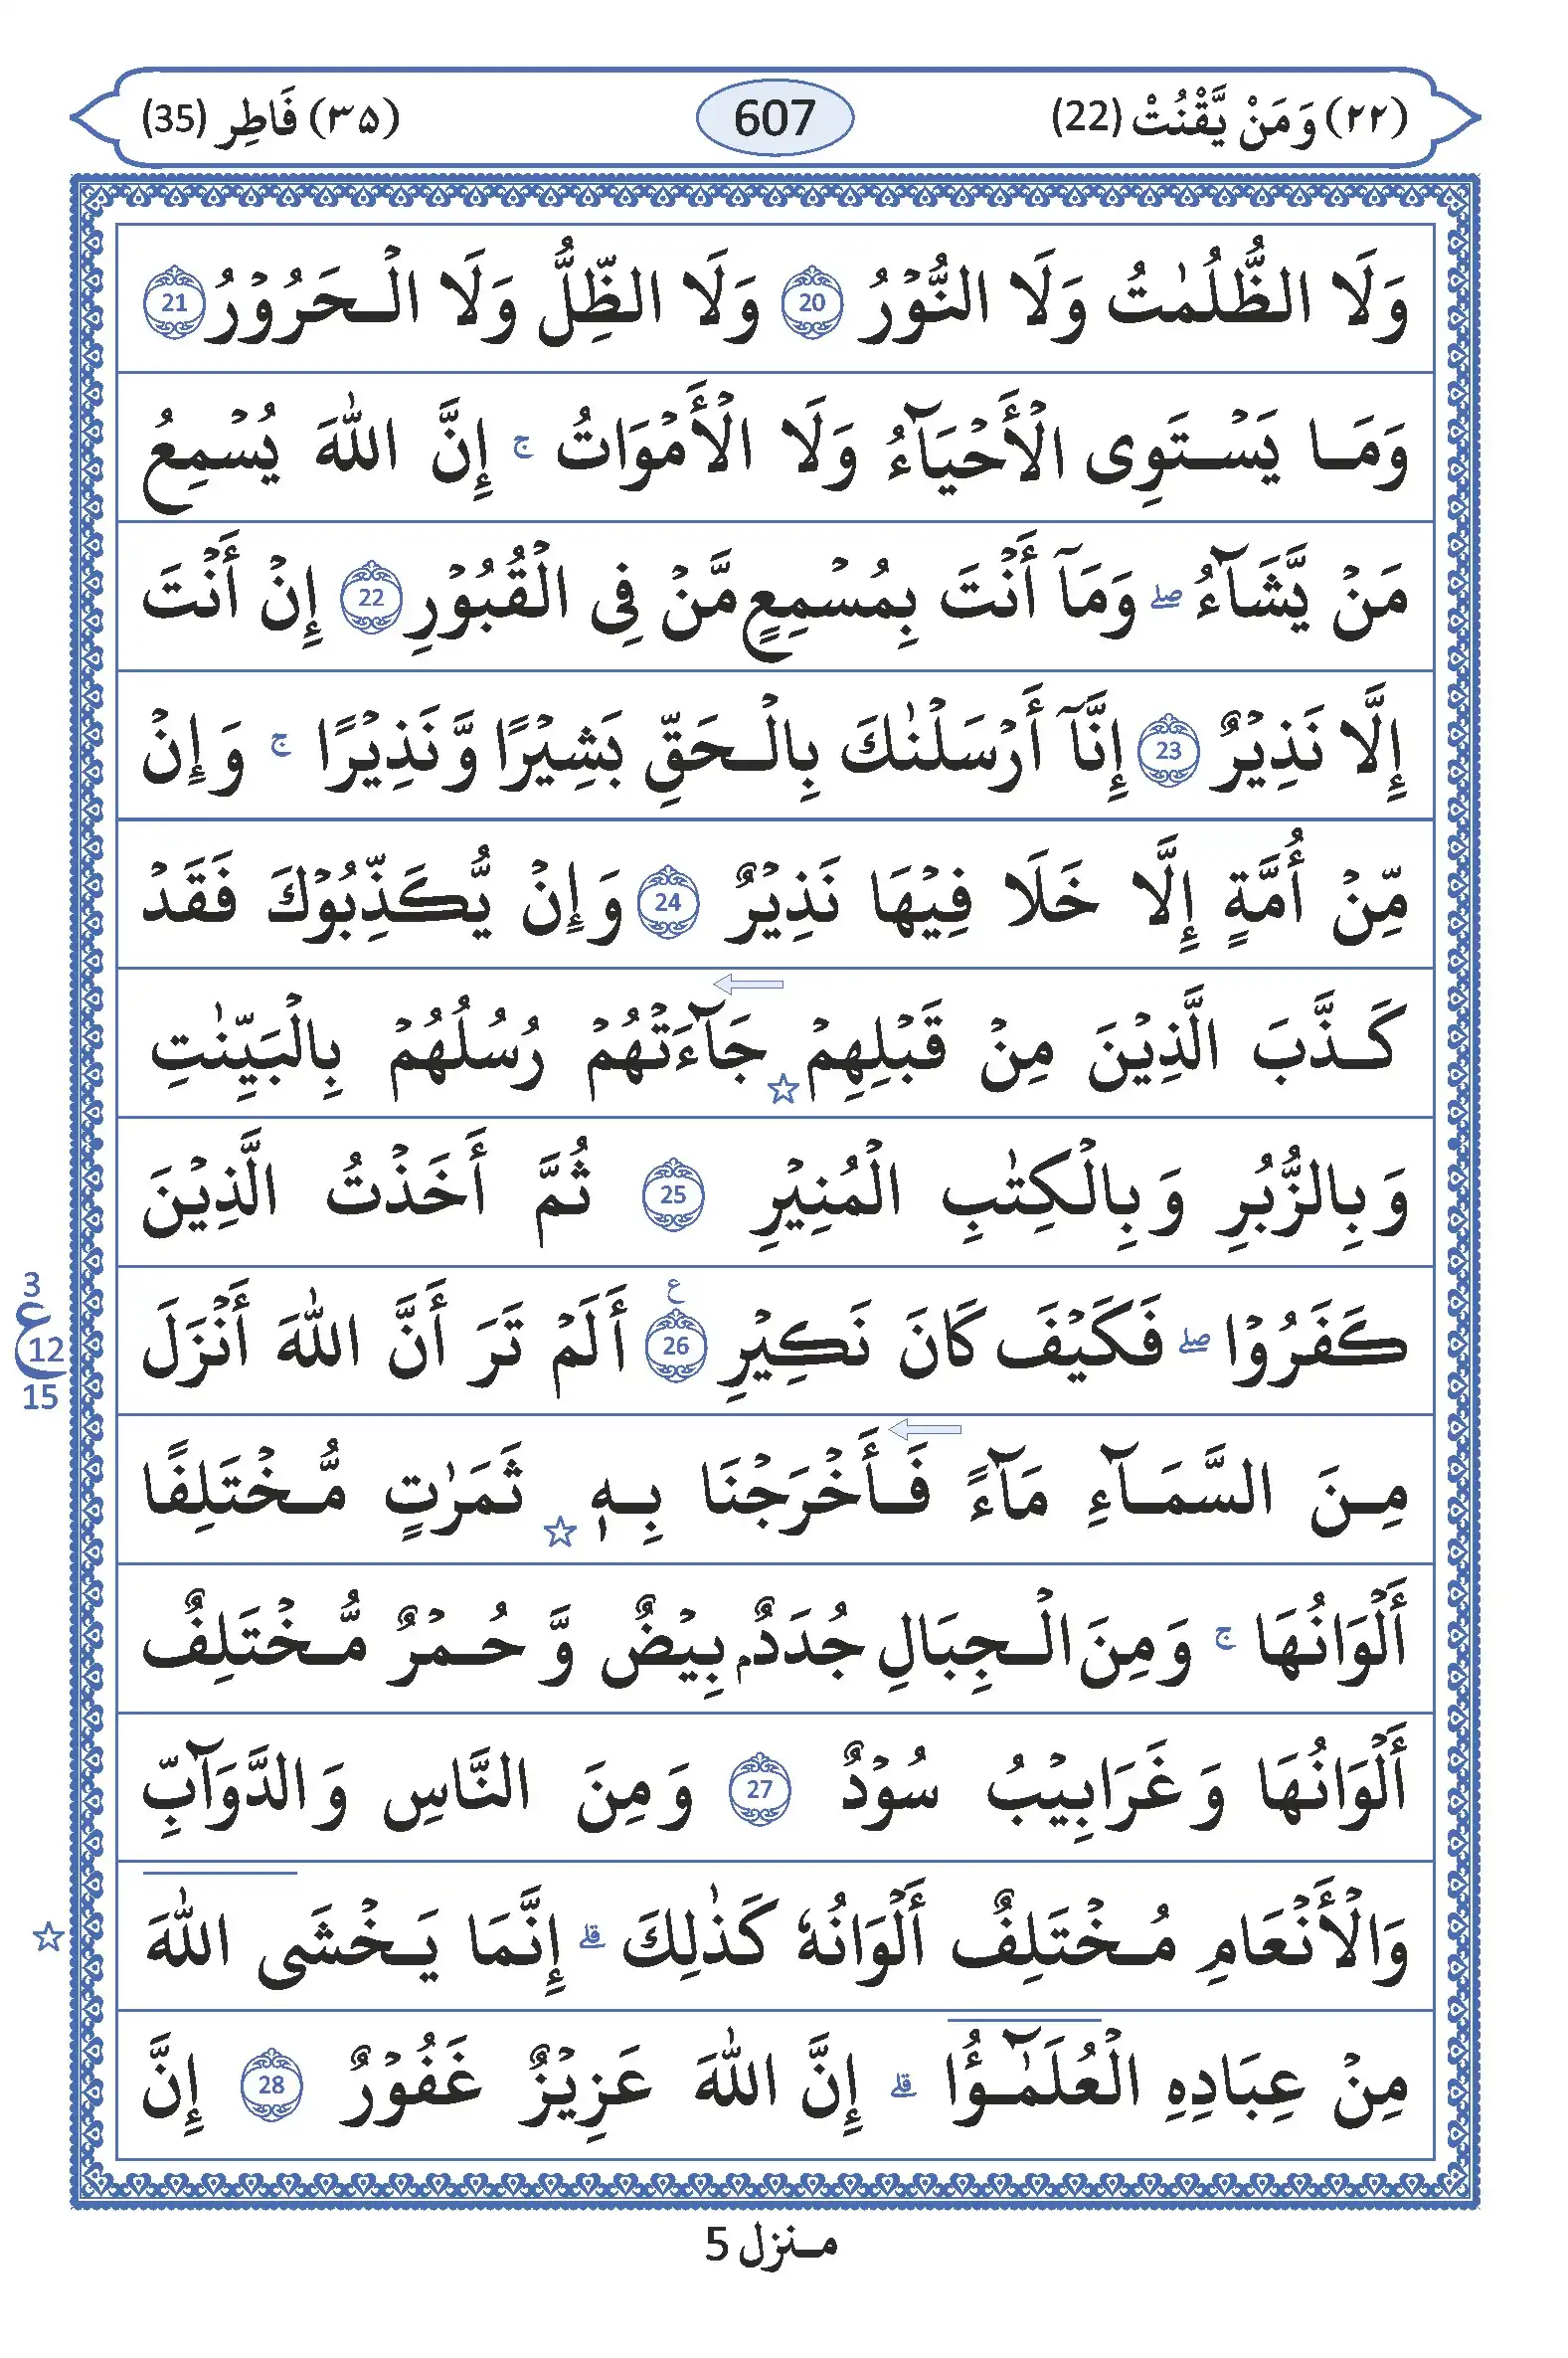 (٢٢) وَمَنْ يَّقْنُتْ (22) 607 (٣٥) فَاطِر (35)
وَلَا الظُّلُمٰتُ وَلَا النُّوْرُ 20 وَلَا الظِّلُّ وَلَا الْحَرُوْرُ 21
وَمَا يَسْتَوِى الْأَحْيَآءُ وَلَا الْأَمْوَاتُ ج إِنَّ اللّٰهَ يُسْمِعُ
مَنْ يَّشَآءُ صلے وَمَآ أَنْتَ بِمُسْمِعٍ مَّنْ فِى الْقُبُوْرِ 22 إِنْ أَنْتَ
إِلَّا نَذِيْرٌ 23 إِنَّآ أَرْسَلْنٰكَ بِالْحَقِّ بَشِيْرًا وَّنَذِيْرًا ج وَإِنْ
مِّنْ أُمَّةٍ إِلَّا خَلَا فِيْهَا نَذِيْرٌ 24 وَإِنْ يُّكَذِّبُوْكَ فَقَدْ
كَذَّبَ الَّذِيْنَ مِنْ قَبْلِهِمْ ☆ جَآءَتْهُمْ رُسُلُهُمْ بِالْبَيِّنٰتِ
وَبِالزُّبُرِ وَبِالْكِتٰبِ الْمُنِيْرِ 25 ثُمَّ أَخَذْتُ الَّذِيْنَ
كَفَرُوْا صلے فَكَيْفَ كَانَ نَكِيْرِ 26 ع أَلَمْ تَرَ أَنَّ اللّٰهَ أَنْزَلَ
3
ع 12
15
مِنَ السَّمَآءِ مَآءً فَأَخْرَجْنَا بِهٖ ☆ ثَمَرٰتٍ مُّخْتَلِفًا
أَلْوَانُهَا ج وَمِنَ الْجِبَالِ جُدَدٌۢ بِيْضٌ وَّحُمْرٌ مُّخْتَلِفٌ
أَلْوَانُهَا وَغَرَابِيْبُ سُوْدٌ 27 وَمِنَ النَّاسِ وَالدَّوَآبِّ
وَالْأَنْعَامِ مُخْتَلِفٌ أَلْوَانُهٗ كَذٰلِكَ قلے إِنَّمَا يَخْشَى اللّٰهَ ☆
مِنْ عِبَادِهِ الْعُلَمٰٓؤُا قلے إِنَّ اللّٰهَ عَزِيْزٌ غَفُوْرٌ 28 إِنَّ
منزل 5